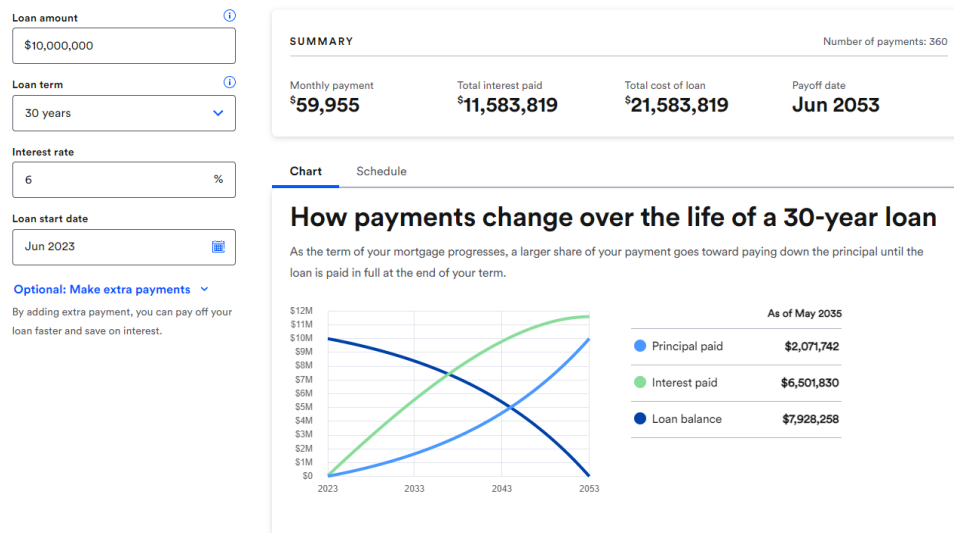 Loan amount
$10,000,000
Loan term
30 years
Interest rate
6 %
Loan start date
Jun 2023
Optional: Make extra payments
By adding extra payment, you can pay off your
loan faster and save on interest.
SUMMARY
Number of payments: 360
Monthly payment
$59,955
Total interest paid
$11,583,819
Total cost of loan
$21,583,819
Payoff date
Jun 2053
Chart
Schedule
How payments change over the life of a 30-year loan
As the term of your mortgage progresses, a larger share of your payment goes toward paying down the principal until the
loan is paid in full at the end of your term.
$12M
$11M
$10M
$9M
$8M
$7M
$6M
$5M
$4M
$3M
$2M
$1M
$0
2023 2033 2043 2053
As of May 2035
Principal paid $2,071,742
Interest paid $6,501,830
Loan balance $7,928,258